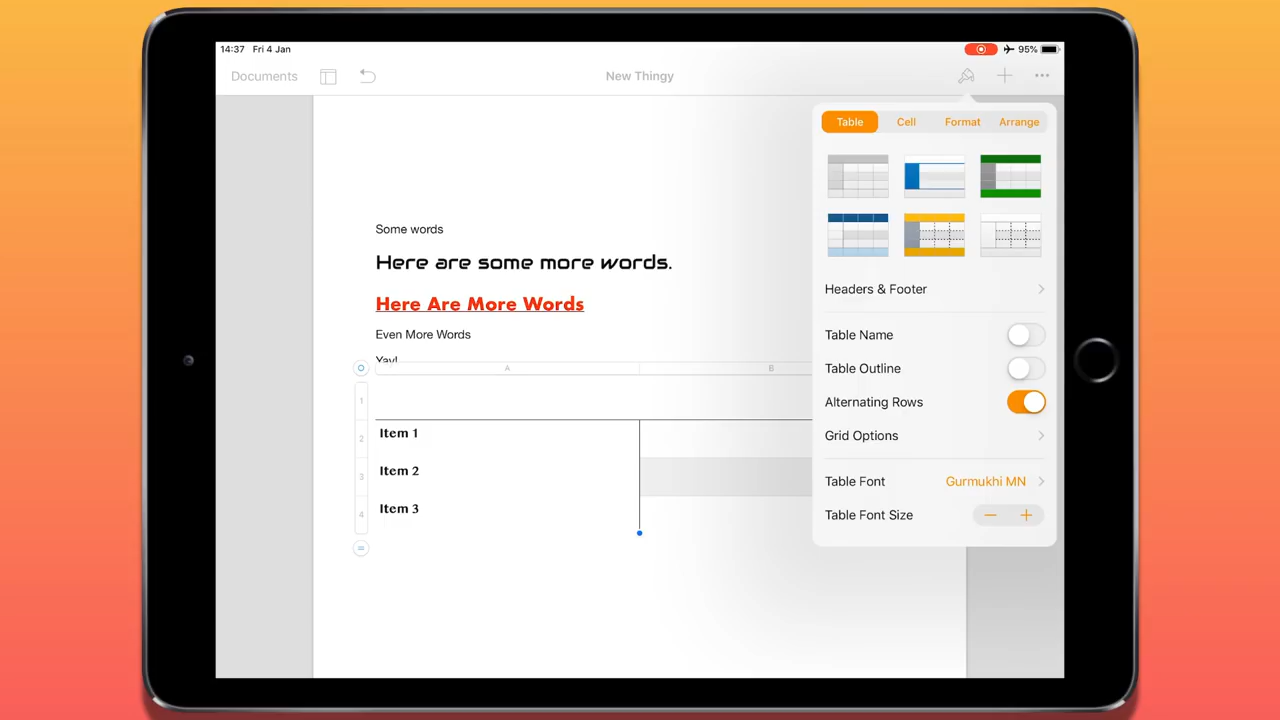 14:37 Fri 4 Jan 95%
Documents New Thingy
Table Cell Format Arrange
Some words
Here are some more words.
Here Are More Words
Even More Words
Yay!
A B
1
2 Item 1
3 Item 2
4 Item 3
Headers & Footer
Table Name
Table Outline
Alternating Rows
Grid Options
Table Font Gurmukhi MN
Table Font Size